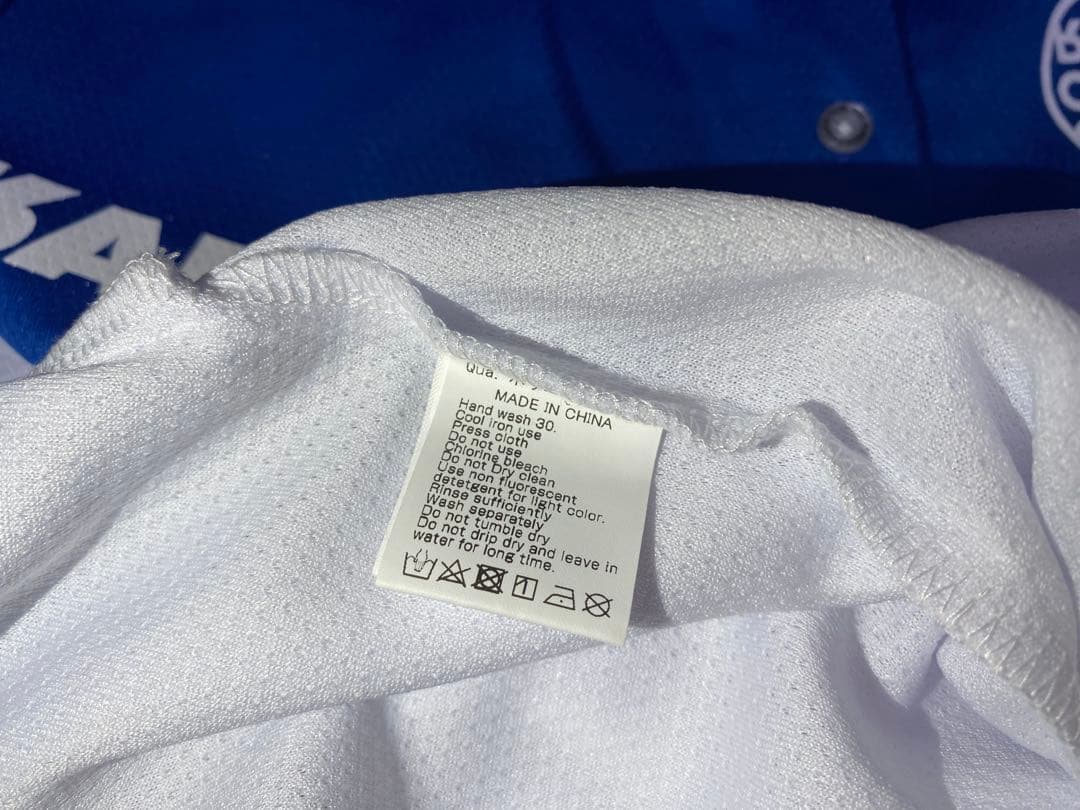 Qua.
MADE IN CHINA
Hand wash 30.
Cool iron use
Press cloth
Do not use
Chlorine bleach
Do not Dry clean
Use non fluorescent
detetgent for light color.
Rinse sufficiently
Wash separately
Do not tumble dry
Do not drip dry and leave in
water for long time.